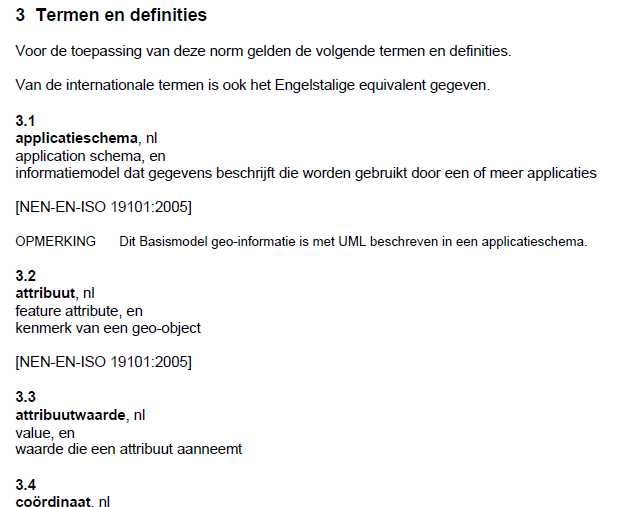 3 Termen en definities
Voor de toepassing van deze norm gelden de volgende termen en definities.
Van de internationale termen is ook het Engelstalige equivalent gegeven.
3.1
applicatieschema, nl
application schema, en
informatiemodel dat gegevens beschrijft die worden gebruikt door een of meer applicaties
[NEN-EN-ISO 19101:2005]
OPMERKING Dit Basismodel geo-informatie is met UML beschreven in een applicatieschema.
3.2
attribuut, nl
feature attribute, en
kenmerk van een geo-object
[NEN-EN-ISO 19101:2005]
3.3
attribuutwaarde, nl
value, en
waarde die een attribuut aanneemt
3.4
coördinaat. nl